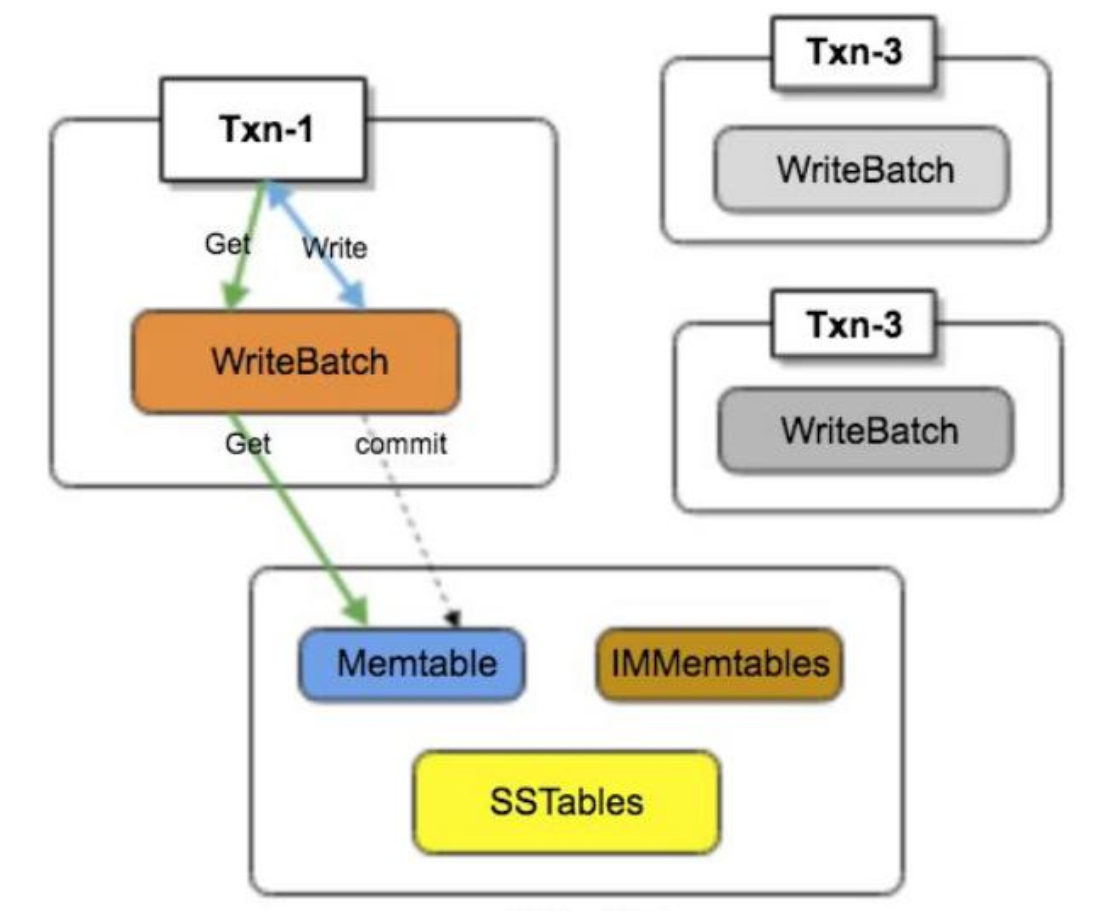 Txn-1
Get
Write
WriteBatch
Get
commit
Txn-3
WriteBatch
Txn-3
WriteBatch
Memtable
IMMemtables
SSTables